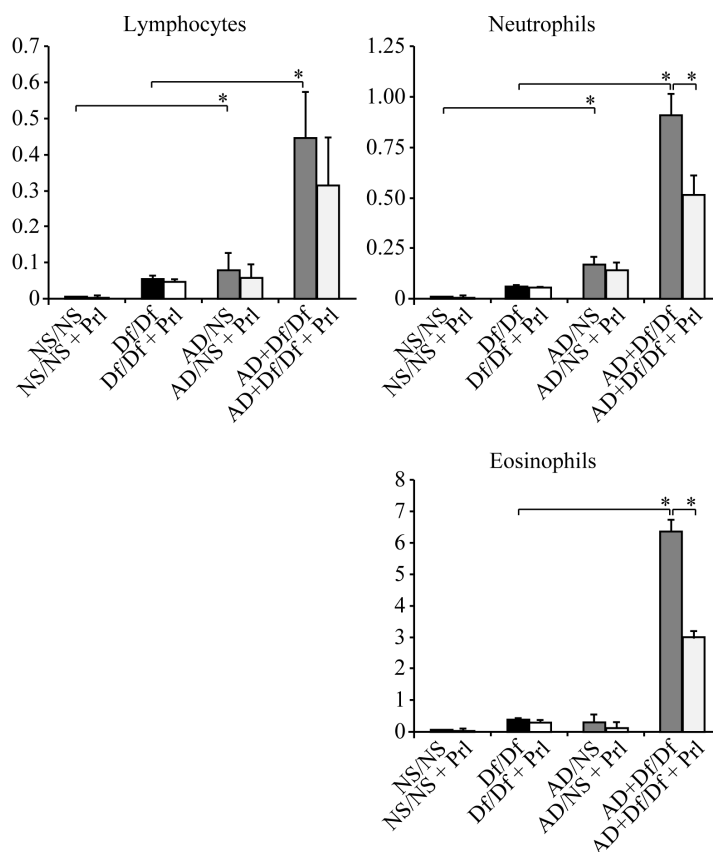 Lymphocytes
0.7
0.6
0.5
0.4
0.3
0.2
0.1
0
*
*
NS/NS
NS/NS + Prl
Df/Df
Df/Df + Prl
AD/NS
AD/NS + Prl
AD+Df/Df
AD+Df/Df + Prl
Neutrophils
1.25
1.00
0.75
0.50
0.25
0
*
*
*
NS/NS
NS/NS + Prl
Df/Df
Df/Df + Prl
AD/NS
AD/NS + Prl
AD+Df/Df
AD+Df/Df + Prl
Eosinophils
8
7
6
5
4
3
2
1
0
*
*
NS/NS
NS/NS + Prl
Df/Df
Df/Df + Prl
AD/NS
AD/NS + Prl
AD+Df/Df
AD+Df/Df + Prl